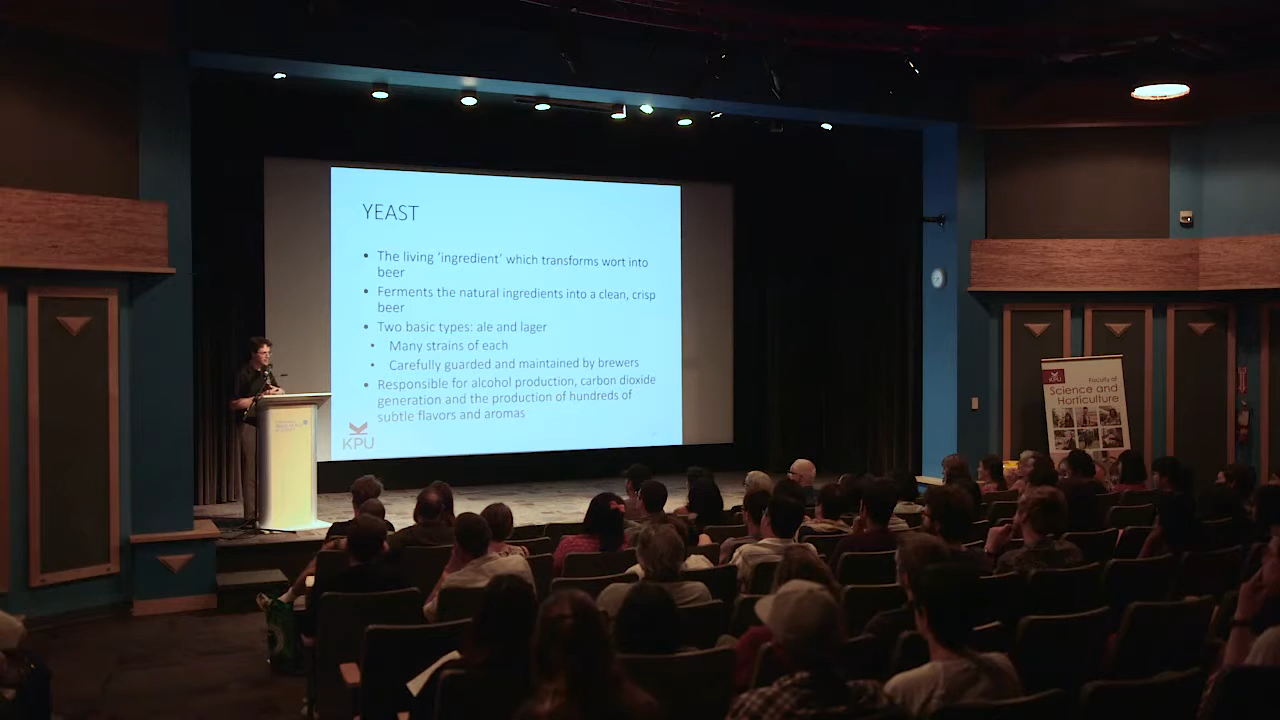 YEAST
• The living 'ingredient' which transforms wort into
beer
• Ferments the natural ingredients into a clean, crisp
beer
• Two basic types: ale and lager
• Many strains of each
• Carefully guarded and maintained by brewers
• Responsible for alcohol production, carbon dioxide
generation and the production of hundreds of
subtle flavors and aromas
KPU
KPU
Faculty of
Science and
Horticulture